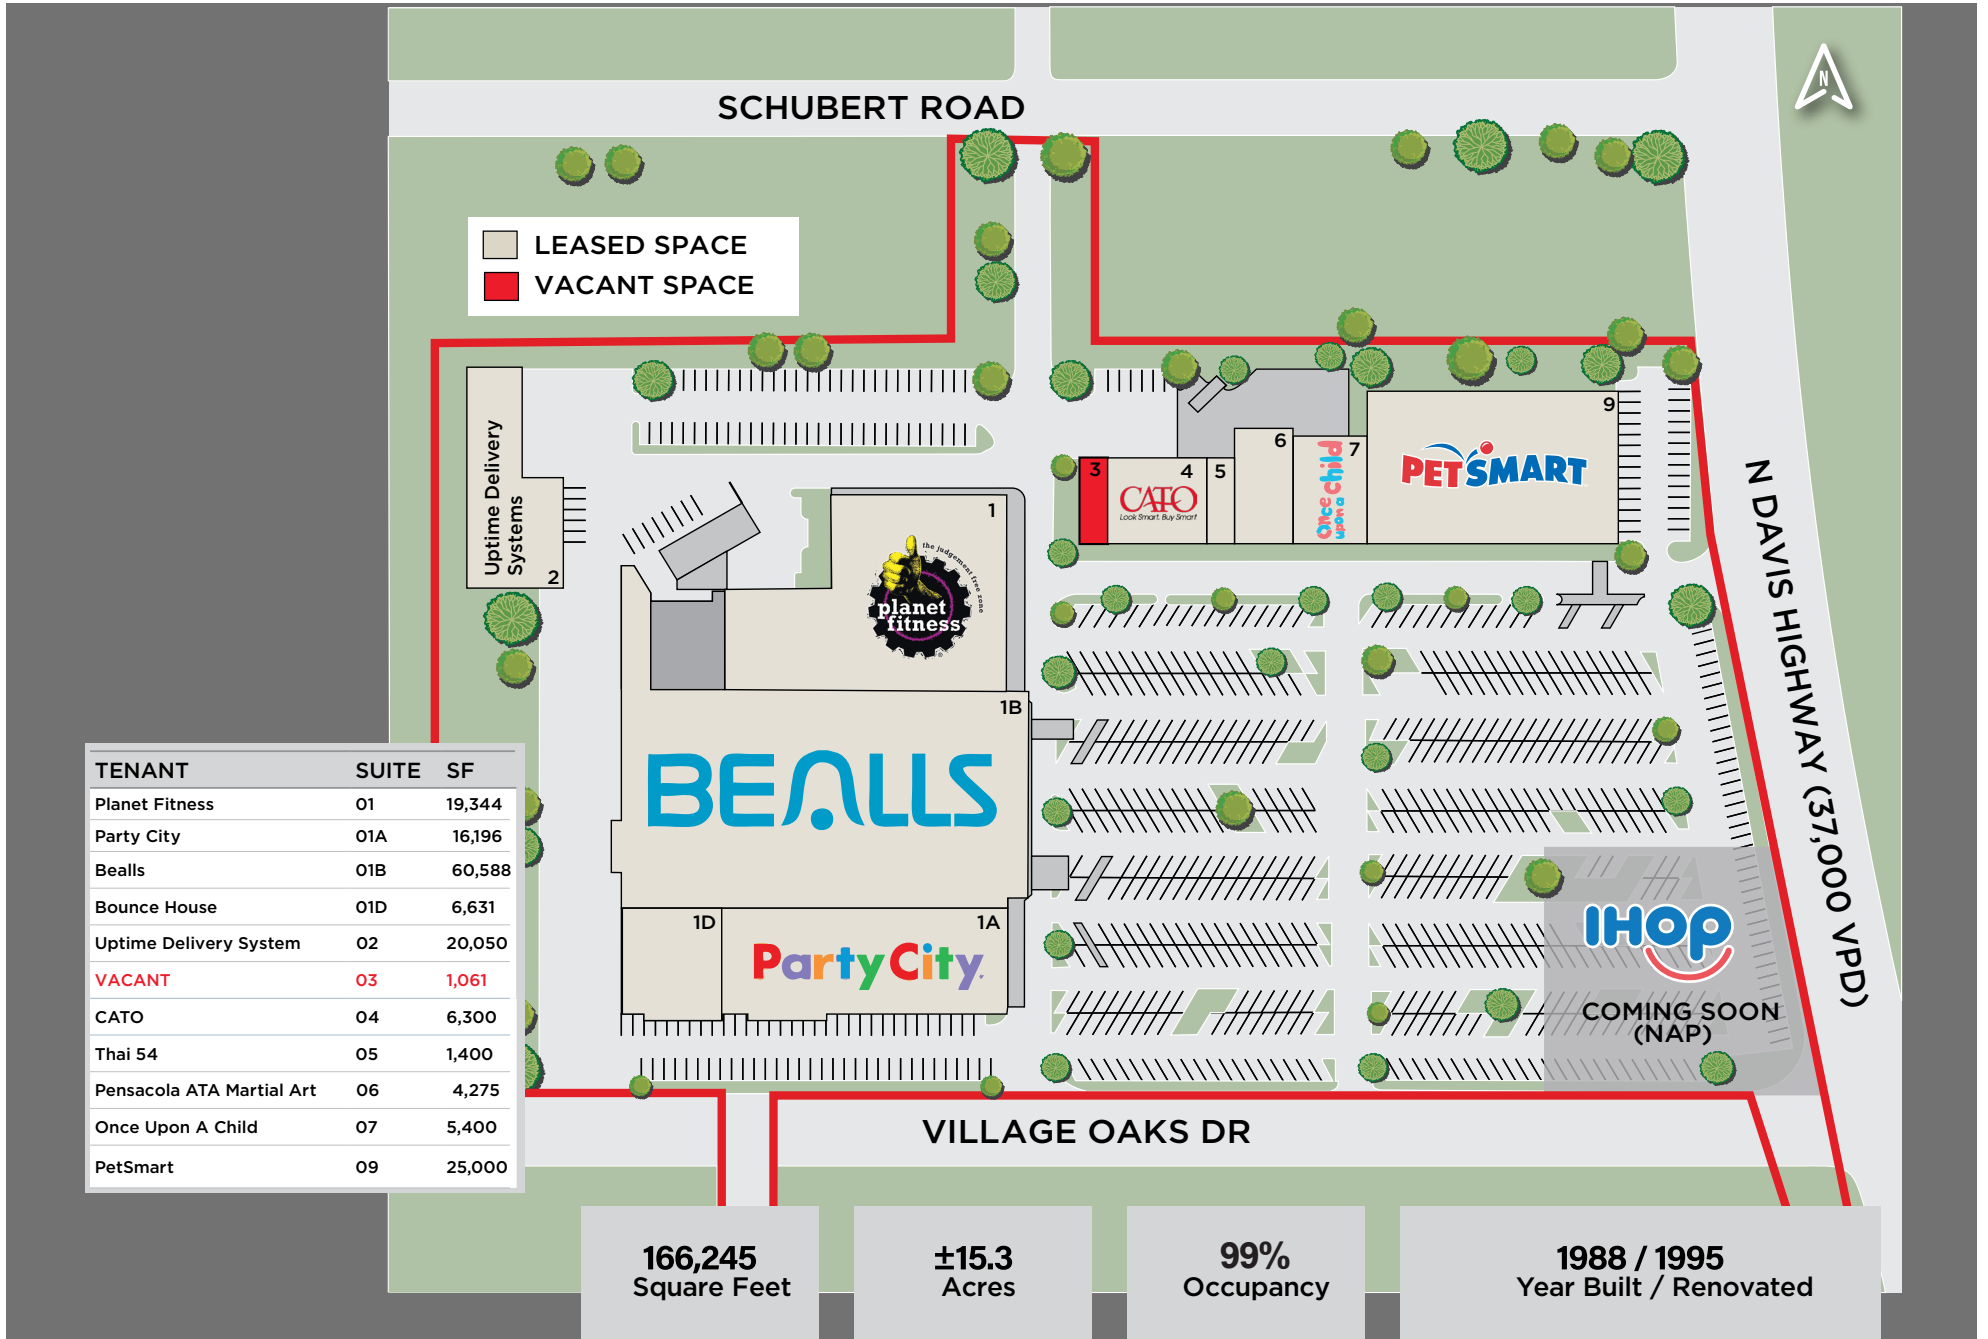 SCHUBERT ROAD
N
LEASED SPACE
VACANT SPACE
Uptime Delivery
Systems
2
1
the judgement free zone
planet
fitness
3
4
CATO
Look Smart. Buy Smart
5
6
7
Once
upon a child
9
PETSMART
N DAVIS HIGHWAY (37,000 VPD)
1B
BEALLS
1D
1A
Party City
IHOP
COMING SOON
(NAP)
VILLAGE OAKS DR
TENANT SUITE SF
Planet Fitness 01 19,344
Party City 01A 16,196
Bealls 01B 60,588
Bounce House 01D 6,631
Uptime Delivery System 02 20,050
VACANT 03 1,061
CATO 04 6,300
Thai 54 05 1,400
Pensacola ATA Martial Art 06 4,275
Once Upon A Child 07 5,400
PetSmart 09 25,000
166,245
Square Feet
±15.3
Acres
99%
Occupancy
1988 / 1995
Year Built / Renovated